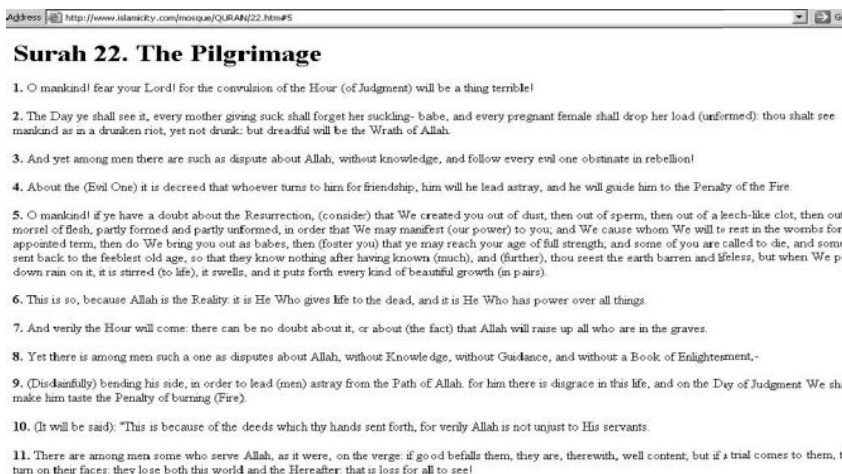 Address http://www.islamicity.com/mosque/QURAN/22.htm#5 G
Surah 22. The Pilgrimage
1. O mankind! fear your Lord! for the convulsion of the Hour (of Judgment) will be a thing terrible!
2. The Day ye shall see it, every mother giving suck shall forget her suckling- babe, and every pregnant female shall drop her load (unformed): thou shalt see
mankind as in a drunken riot, yet not drunk: but dreadful will be the Wrath of Allah.
3. And yet among men there are such as dispute about Allah, without knowledge, and follow every evil one obstinate in rebellion!
4. About the (Evil One) it is decreed that whoever turns to him for friendship, him will he lead astray, and he will guide him to the Penalty of the Fire.
5. O mankind! if ye have a doubt about the Resurrection, (consider) that We created you out of dust, then out of sperm, then out of a leech-like clot, then out
morsel of flesh, partly formed and partly unformed, in order that We may manifest (our power) to you; and We cause whom We will to rest in the wombs for
appointed term, then do We bring you out as babes, then (foster you) that ye may reach your age of full strength; and some of you are called to die, and some
sent back to the feeblest old age, so that they know nothing after having known (much), and (further), thou seest the earth barren and lifeless, but when We p
down rain on it, it is stirred (to life), it swells, and it puts forth every kind of beautiful growth (in pairs).
6. This is so, because Allah is the Reality: it is He Who gives life to the dead, and it is He Who has power over all things.
7. And verily the Hour will come: there can be no doubt about it, or about (the fact) that Allah will raise up all who are in the graves.
8. Yet there is among men such a one as disputes about Allah, without Knowledge, without Guidance, and without a Book of Enlightenment,-
9. (Disdainfully) bending his side, in order to lead (men) astray from the Path of Allah. for him there is disgrace in this life, and on the Day of Judgment We sha
make him taste the Penalty of burning (Fire).
10. (It will be said): "This is because of the deeds which thy hands sent forth, for verily Allah is not unjust to His servants.
11. There are among men some who serve Allah, as it were, on the verge: if good befalls them, they are, therewith, well content; but if a trial comes to them, t
turn on their faces: they lose both this world and the Hereafter: that is loss for all to see!